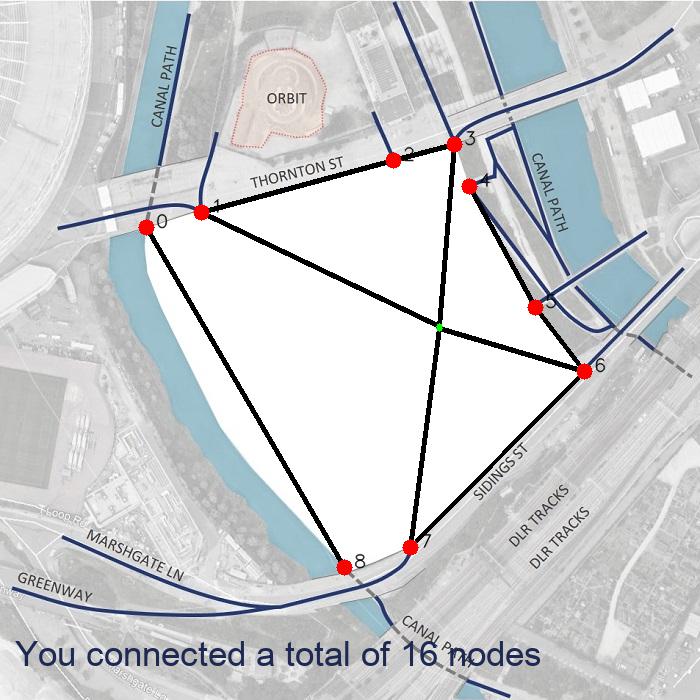 CANAL PATH
ORBIT
3
2
THORNTON ST
4
CANAL PATH
1
0
5
6
SIDINGS ST
DLR TRACKS
DLR TRACKS
7
8
MARSHGATE LN
GREENWAY
CANAL PATH
You connected a total of 16 nodes